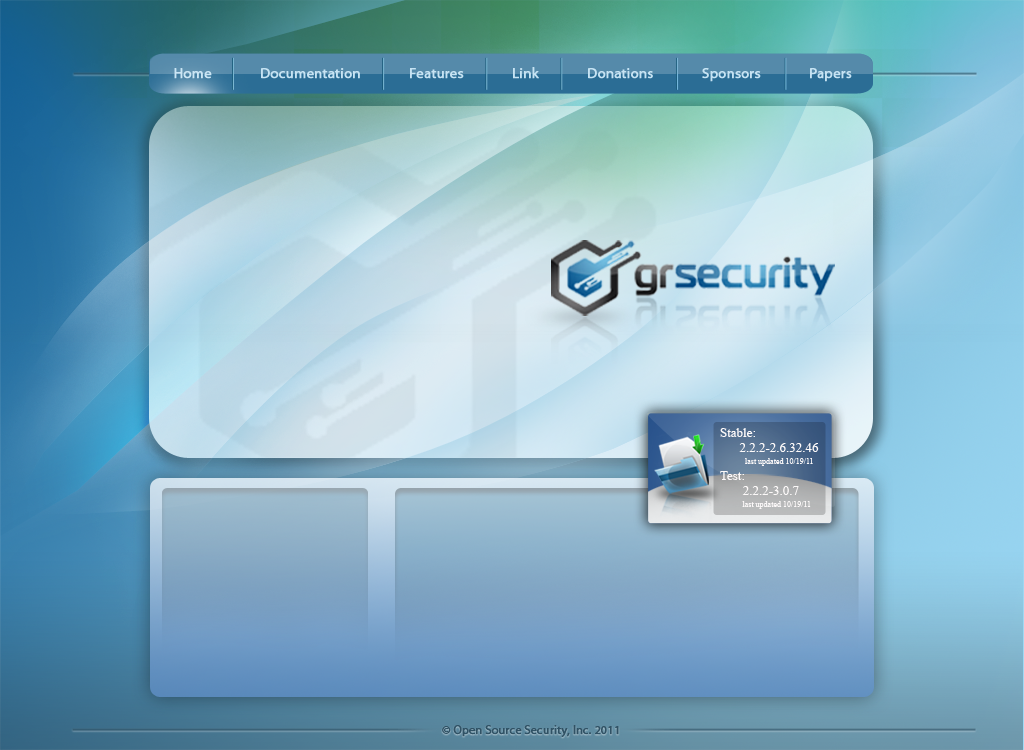 Home Documentation Features Link Donations Sponsors Papers
grsecurity
Stable:
2.2.2-2.6.32.46
last updated 10/19/11
Test:
2.2.2-3.0.7
last updated 10/19/11
© Open Source Security, Inc. 2011